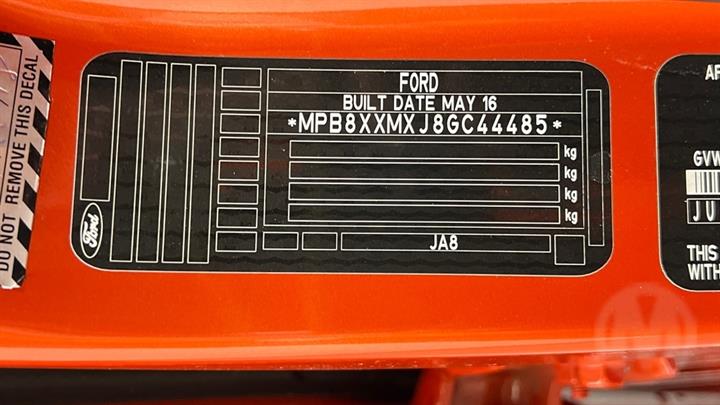 DO NOT REMOVE THIS DECAL
FORD
BUILT DATE MAY 16
*MPB8XXMXJ8GC44485*
kg
kg
kg
kg
JA8
Ford
GVW
JU
THIS
WITH